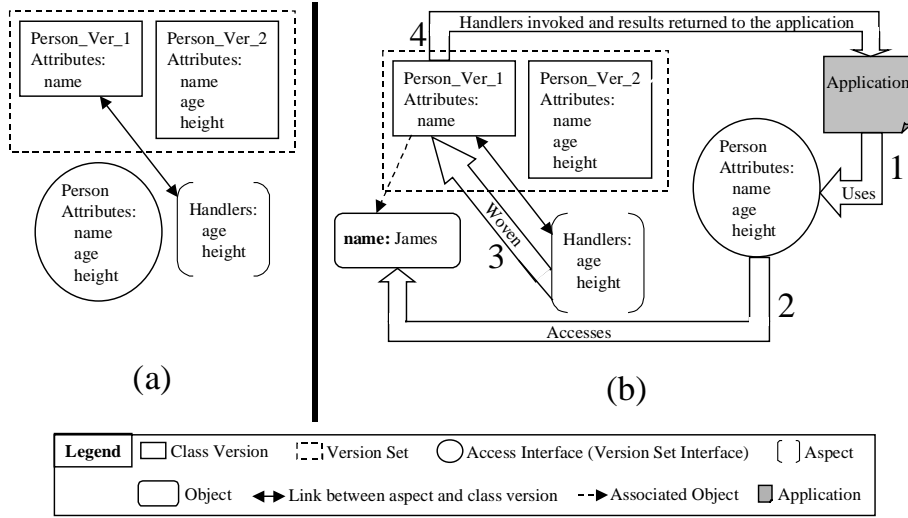 Person_Ver_1
Attributes:
name
Person_Ver_2
Attributes:
name
age
height
Person
Attributes:
name
age
height
Handlers:
age
height
(a)
4
Handlers invoked and results returned to the application
Person_Ver_1
Attributes:
name
Person_Ver_2
Attributes:
name
age
height
Application
1
Uses
Person
Attributes:
name
age
height
name: James
Woven
3
Handlers:
age
height
2
Accesses
(b)
Legend
Class Version
Version Set
Access Interface (Version Set Interface)
Aspect
Object
Link between aspect and class version
Associated Object
Application